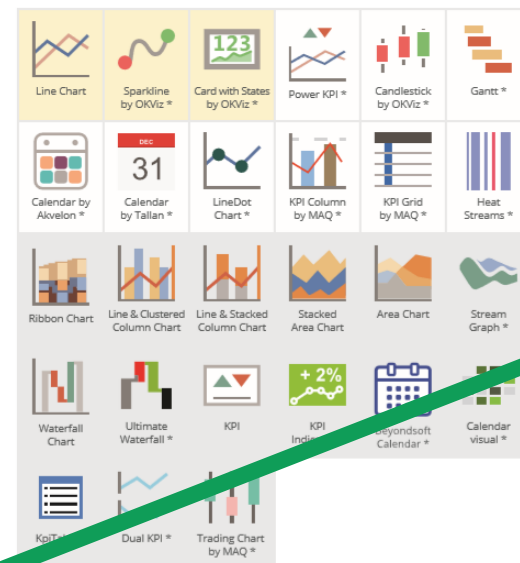 123
Line Chart
Sparkline
by OKViz *
Card with States
by OKViz *
Power KPI *
Candlestick
by OKViz *
Gantt *
DEC
31
Calendar by
Akvelon *
Calendar
by Tallan *
LineDot
Chart *
KPI Column
by MAQ *
KPI Grid
by MAQ *
Heat
Streams *
Ribbon Chart
Line & Clustered
Column Chart
Line & Stacked
Column Chart
Stacked
Area Chart
Area Chart
Stream
Graph *
+ 2%
Waterfall
Chart
Ultimate
Waterfall *
KPI
KPI
Beyondsoft
Calendar *
Calendar
visual *
Dual KPI *
Trading Chart
by MAQ *